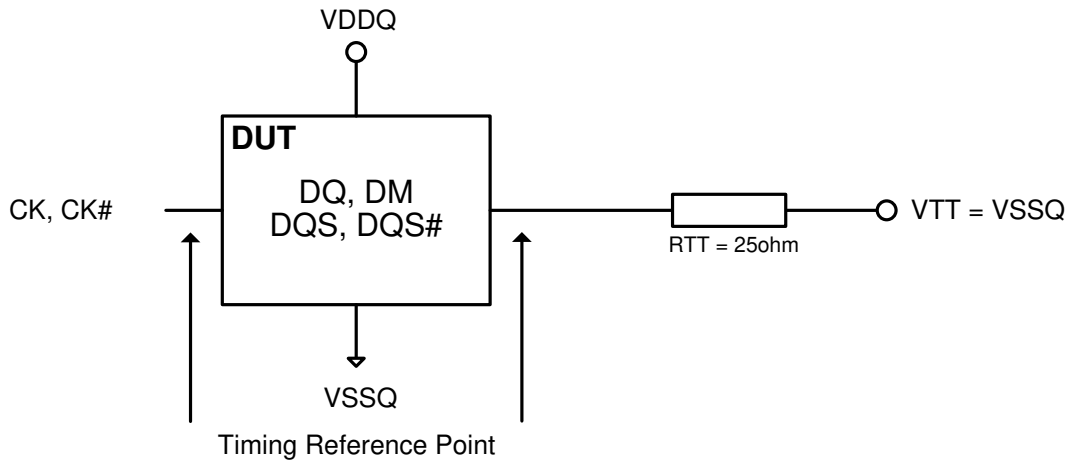 VDDQ
DUT
DQ, DM
DQS, DQS#
CK, CK#
VTT = VSSQ
RTT = 25ohm
VSSQ
Timing Reference Point